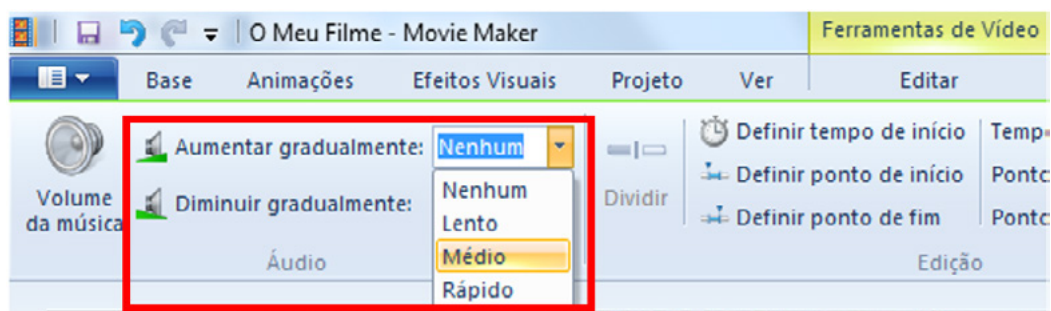 O Meu Filme - Movie Maker
Ferramentas de Vídeo
Base Animações Efeitos Visuais Projeto Ver Editar
Aumentar gradualmente: Nenhum
Definir tempo de início
Definir ponto de início
Volume
da música
Diminuir gradualmente:
Nenhum
Lento
Médio
Rápido
Dividir
Definir ponto de fim
Áudio
Edição